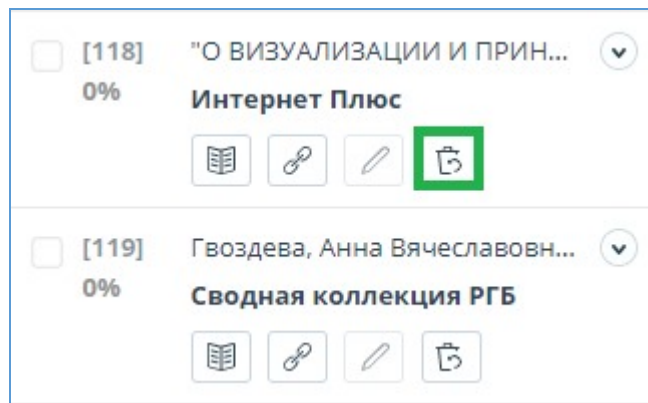 [118] "О ВИЗУАЛИЗАЦИИ И ПРИН...
0% Интернет Плюс
[119] Гвоздева, Анна Вячеславовн...
0% Сводная коллекция РГБ